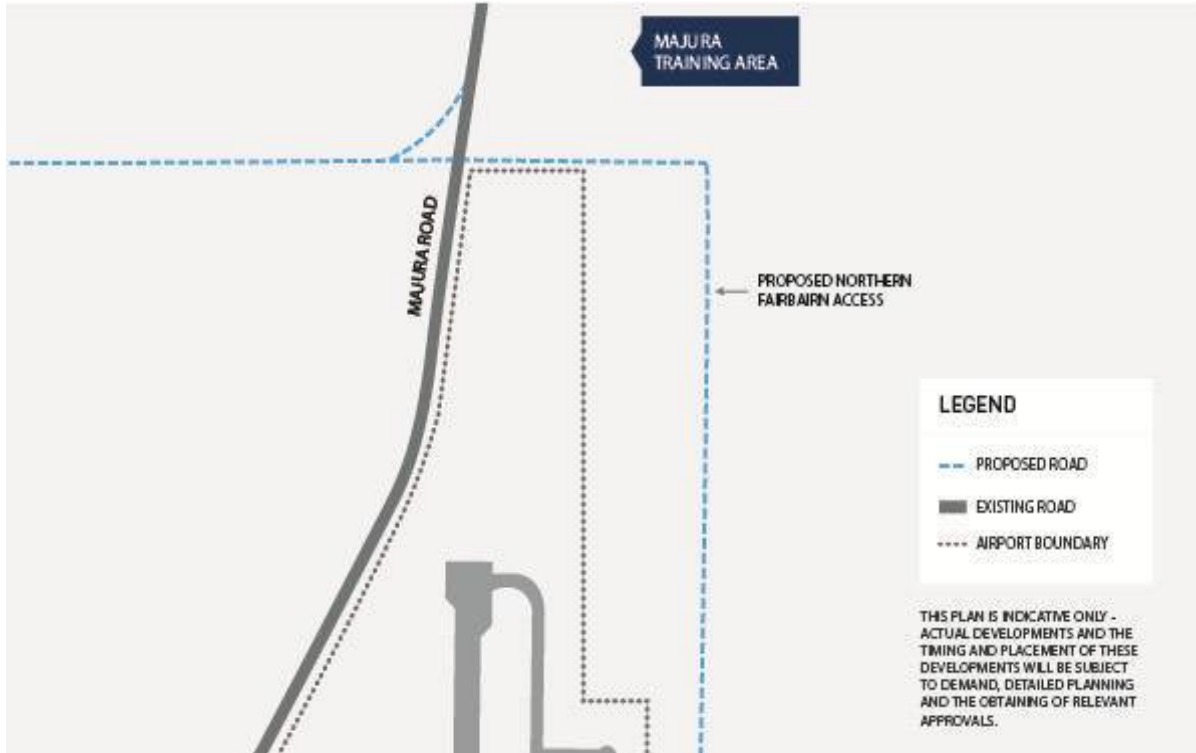 MAJURA
TRAINING AREA
MAJURA ROAD
PROPOSED NORTHERN
FAIRBAIRN ACCESS
LEGEND
PROPOSED ROAD
EXISTING ROAD
AIRPORT BOUNDARY
THIS PLAN IS INDICATIVE ONLY -
ACTUAL DEVELOPMENTS AND THE
TIMING AND PLACEMENT OF THESE
DEVELOPMENTS WILL BE SUBJECT
TO DEMAND, DETAILED PLANNING
AND THE OBTAINING OF RELEVANT
APPROVALS.